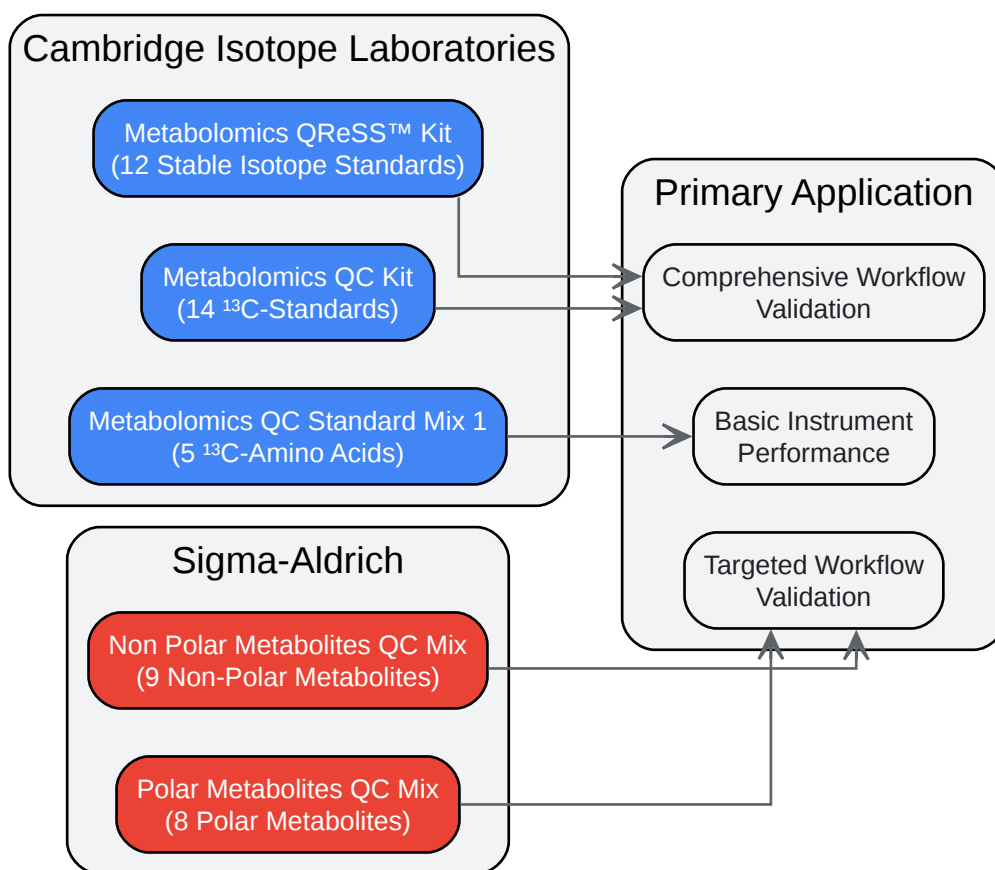 Cambridge Isotope Laboratories
Metabolomics QReSS™ Kit
(12 Stable Isotope Standards)
Metabolomics QC Kit
(14 ¹³C-Standards)
Metabolomics QC Standard Mix 1
(5 ¹³C-Amino Acids)
Primary Application
Comprehensive Workflow
Validation
Basic Instrument
Performance
Targeted Workflow
Validation
Sigma-Aldrich
Non Polar Metabolites QC Mix
(9 Non-Polar Metabolites)
Polar Metabolites QC Mix
(8 Polar Metabolites)